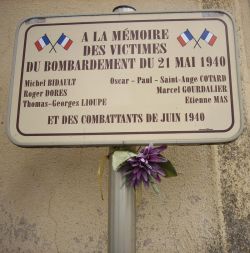 A LA MÉMOIRE
DES VICTIMES
DU BOMBARDEMENT DU 21 MAI 1940
Michel BIDAULT Oscar - Paul - Saint-Ange COTARD
Roger DORES Marcel GOURDALIER
Thomas-Georges LIOUPE Etienne MAS
ET DES COMBATTANTS DE JUIN 1940